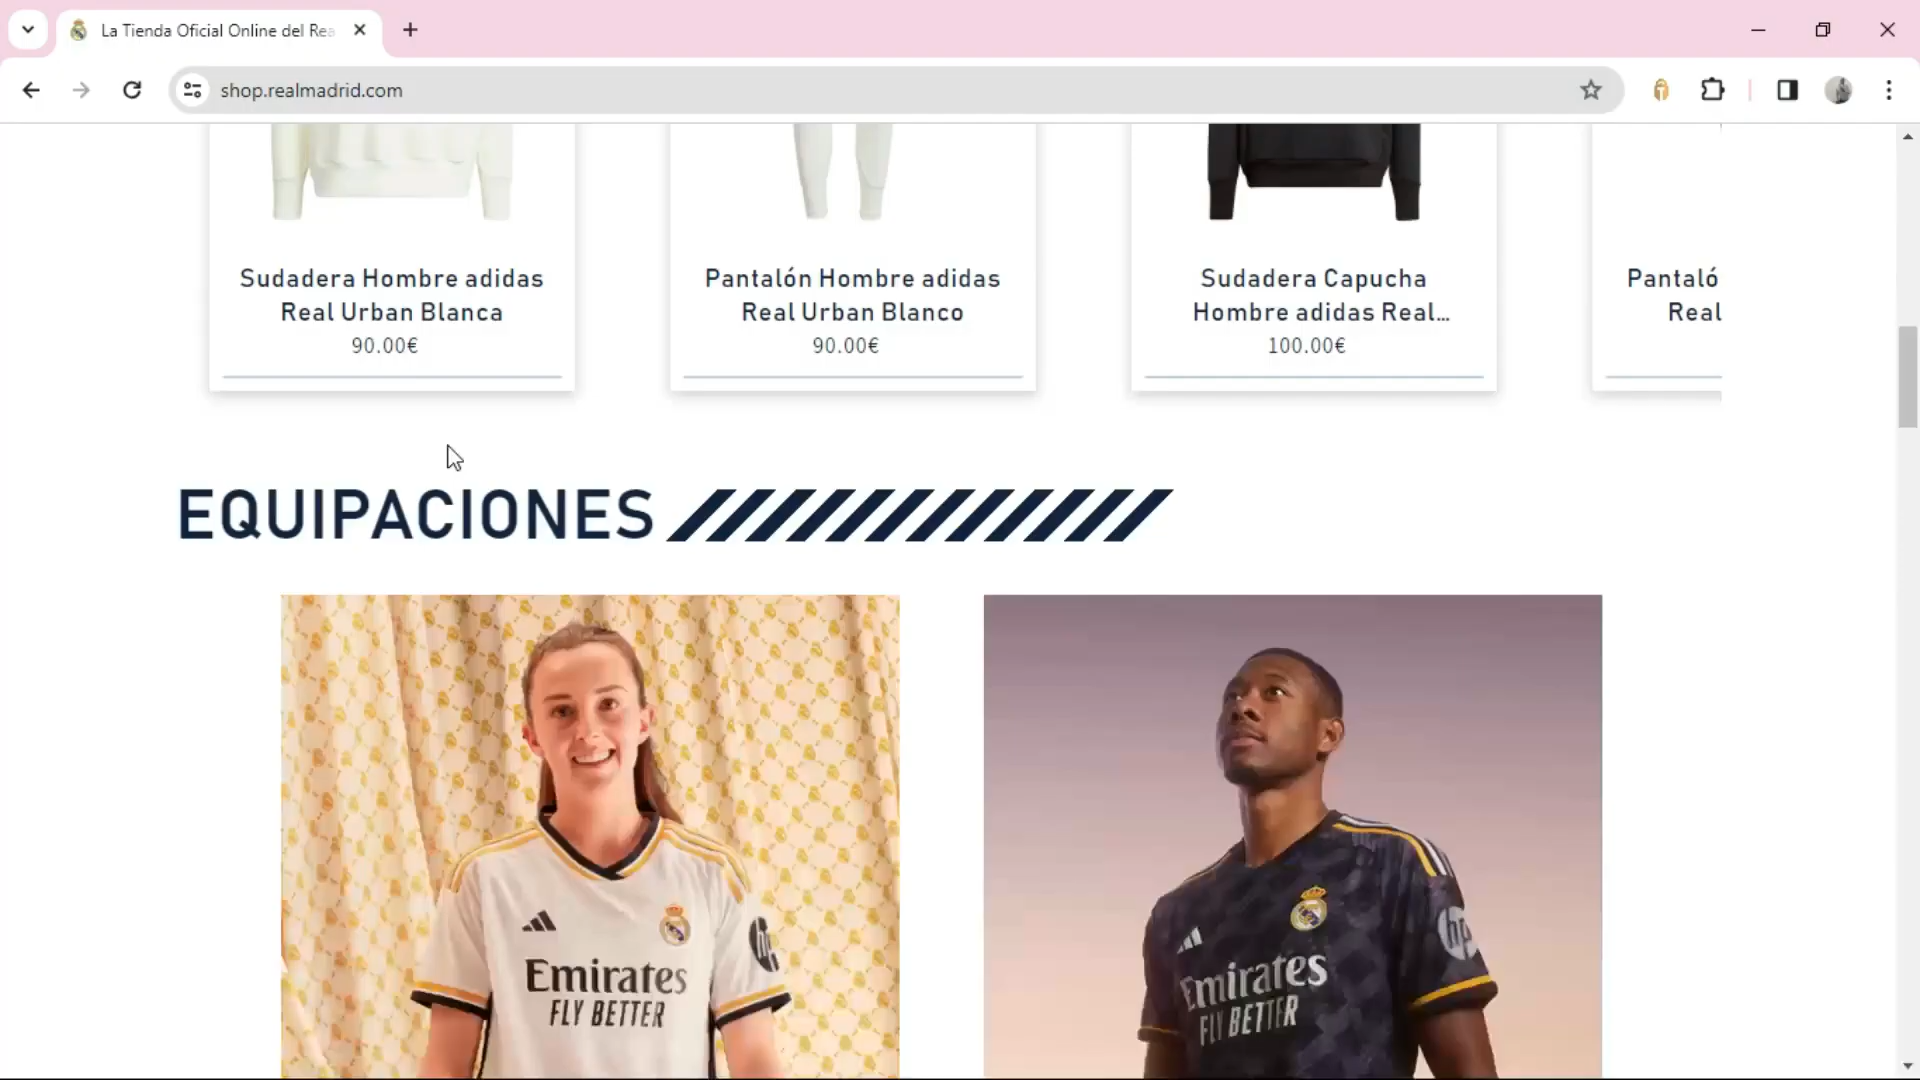 La Tienda Oficial Online del Rea
shop.realmadrid.com
Sudadera Hombre adidas
Real Urban Blanca
90.00€
Pantalón Hombre adidas
Real Urban Blanco
90.00€
Sudadera Capucha
Hombre adidas Real...
100.00€
Pantaló
Real
EQUIPACIONES
hp
Emirates
FLY BETTER
hp
Emirates
FLY BETTER